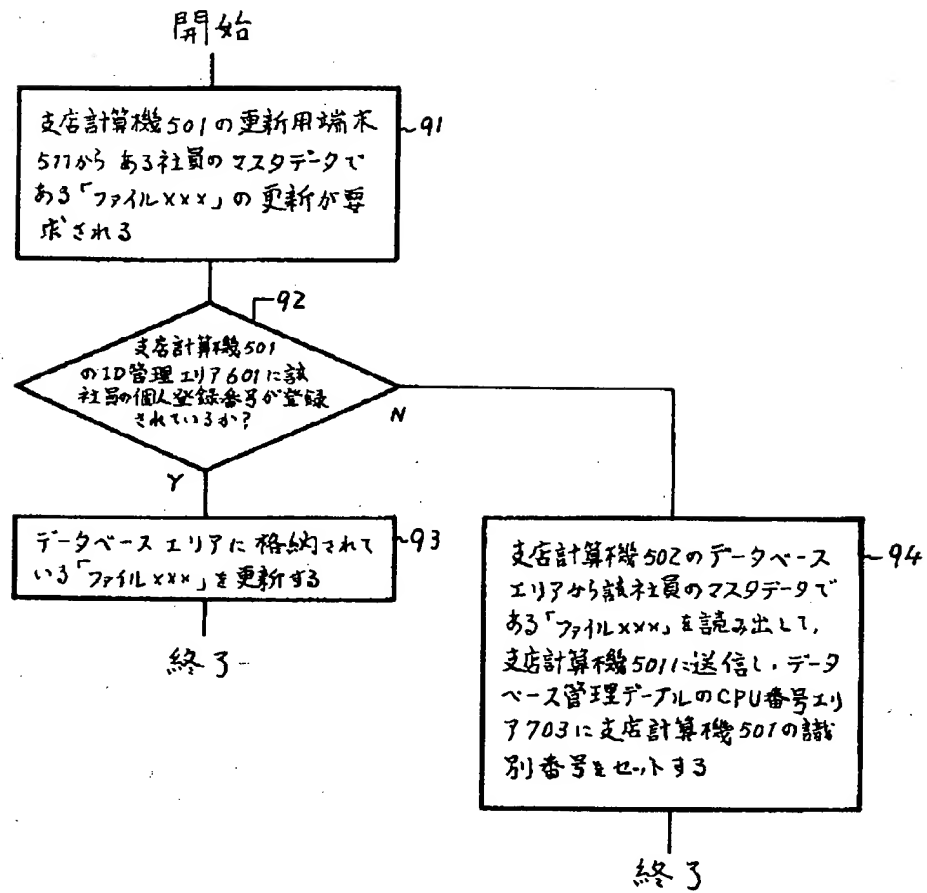 開始
支店計算機501の更新用端末
511からある社員のマスタデータで
ある「ファイル×××」の更新が要
求される
91
92
支店計算機501
のID管理エリア601に該
社員の個人登録番号が登録
されているか?
N
Y
データベースエリアに格納されて
いる「ファイル×××」を更新する
93
終了
支店計算機502のデータベース
エリアから該社員のマスタデータで
ある「ファイル×××」を読み出して,
支店計算機501に送信し,データ
ベース管理テーブルのCPU番号エリ
ア703に支店計算機501の識
別番号をセットする
94
終了